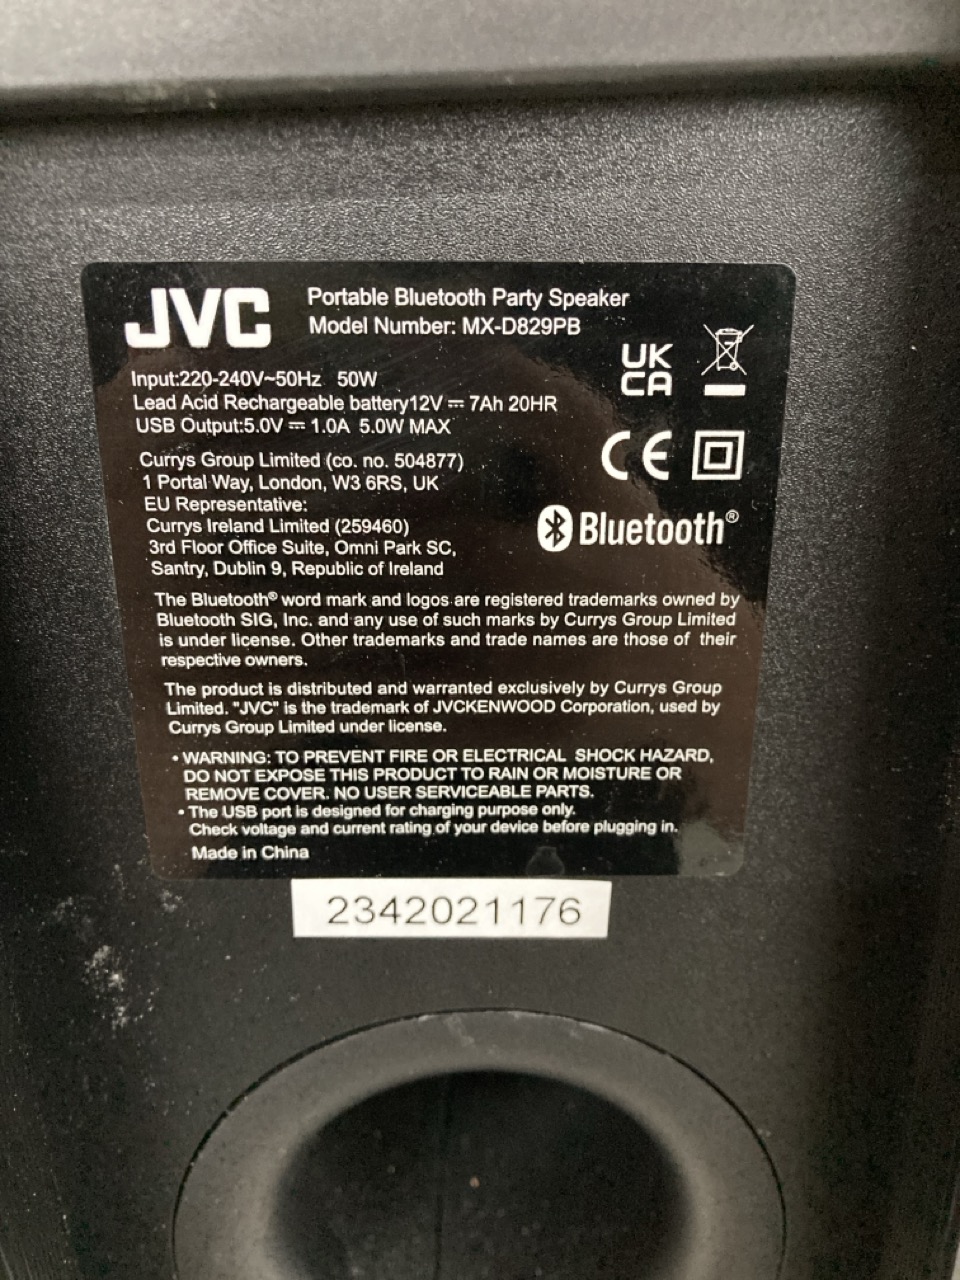 JVC
Portable Bluetooth Party Speaker
Model Number: MX-D829PB
Input:220-240V~50Hz 50W
Lead Acid Rechargeable battery12V ⎓ 7Ah 20HR
USB Output:5.0V ⎓ 1.0A 5.0W MAX
UK
CA
Currys Group Limited (co. no. 504877)
1 Portal Way, London, W3 6RS, UK
EU Representative:
Currys Ireland Limited (259460)
3rd Floor Office Suite, Omni Park SC,
Santry, Dublin 9, Republic of Ireland
CE
Bluetooth®
The Bluetooth® word mark and logos are registered trademarks owned by
Bluetooth SIG, Inc. and any use of such marks by Currys Group Limited
is under license. Other trademarks and trade names are those of their
respective owners.
The product is distributed and warranted exclusively by Currys Group
Limited. "JVC" is the trademark of JVCKENWOOD Corporation, used by
Currys Group Limited under license.
• WARNING: TO PREVENT FIRE OR ELECTRICAL SHOCK HAZARD,
DO NOT EXPOSE THIS PRODUCT TO RAIN OR MOISTURE OR
REMOVE COVER. NO USER SERVICEABLE PARTS.
• The USB port is designed for charging purpose only.
Check voltage and current rating of your device before plugging in.
Made in China
2342021176